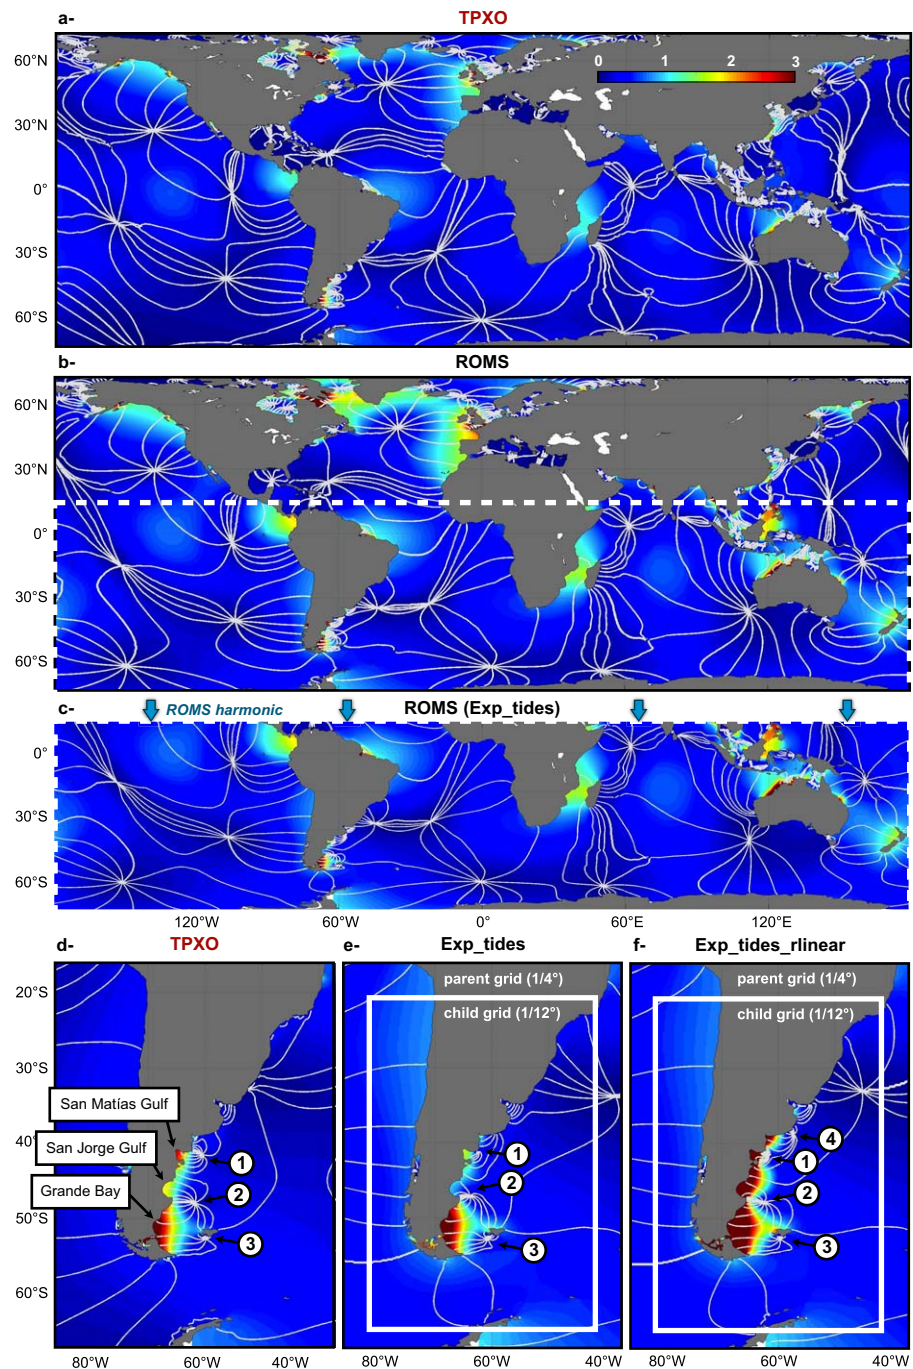 a-
TPXO
0 1 2 3
60°N
30°N
0°
30°S
60°S
b-
ROMS
60°N
30°N
0°
30°S
60°S
c-
ROMS harmonic
ROMS (Exp_tides)
0°
30°S
60°S
120°W 60°W 0° 60°E 120°E
d-
TPXO
e-
Exp_tides
f-
Exp_tides_rlinear
20°S
30°S
40°
50°S
60°S
San Matías Gulf
San Jorge Gulf
Grande Bay
1
2
3
80°W 60°W 40°W
parent grid (1/4°)
child grid (1/12°)
1
2
3
80°W 60°W 40°W
parent grid (1/4°)
child grid (1/12°)
4
1
2
3
80°W 60°W 40°W